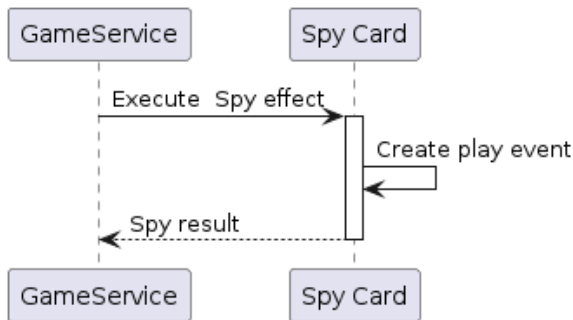 GameService
Spy Card
Execute  Spy effect
Create play event
Spy result
GameService
Spy Card